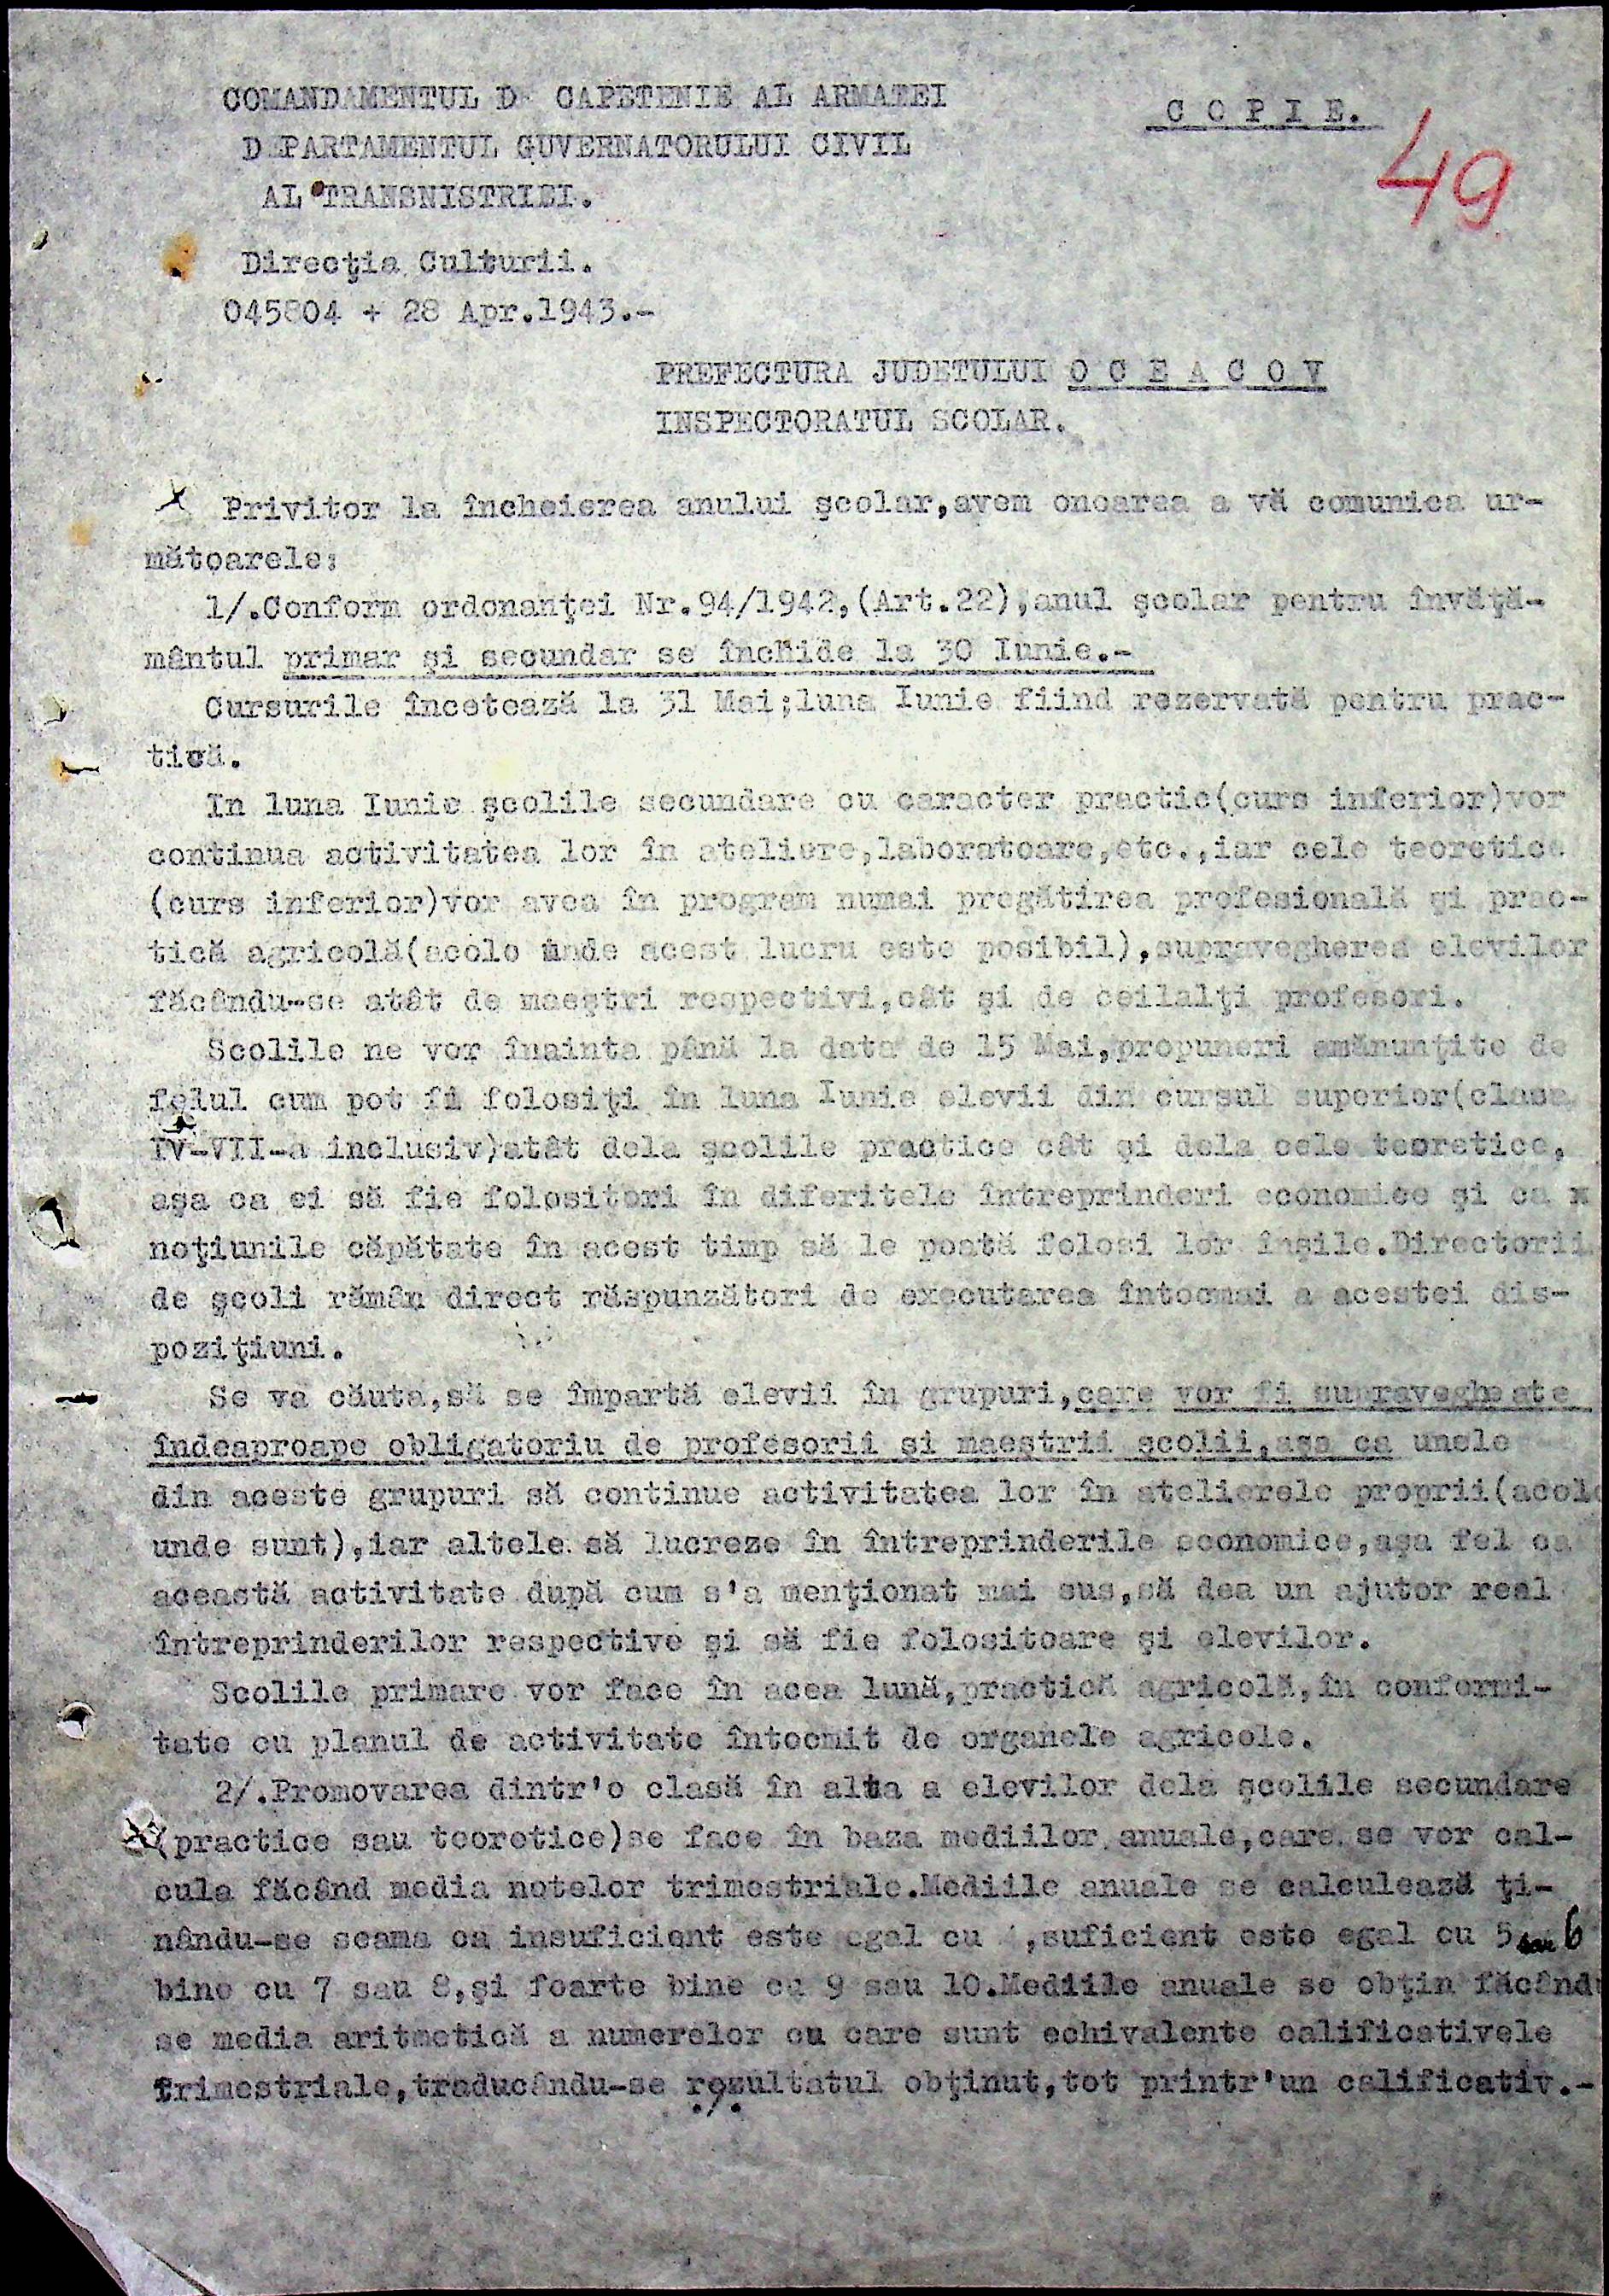 COMANDAMENTUL D CAPETENIE AL ARMATEI
C O P I E.
49
D PARTAMENTUL GUVERNATORULUI CIVIL
AL TRANSNISTRIEI.
Direcţia Culturii.
045804 + 28 Apr.1943.-
PREFECTURA JUDETULUI O C E A C O V
INSPECTORATUL SCOLAR.
Privitor la încheierea anului şcolar,avem onoarea a vă comunica ur-
mătoarele:
1/.Conform ordonanţei Nr.94/1942,(Art.22),anul şcolar pentru învăţă-
mântul primar şi secundar se închide la 30 Iunie.-
Cursurile încetează la 31 Mai;luna Iunie fiind rezervată pentru prac-
tică.
In luna Iunie şcolile secundare cu caracter practic(curs inferior)vor
continua activitatea lor în ateliere,laboratoare,etc.,iar cele teoretice
(curs inferior)vor avea în program numai pregătirea profesională şi prac-
tică agricolă(acolo unde acest lucru este posibil),supravegherea elevilor
făcându-se atât de maeştri respectivi,cât şi de ceilalţi profesori.
Scolile ne vor înainta până la data de 15 Mai,propuneri amănunţite de
felul cum pot fi folosiţi în luna Iunie elevii din cursul superior(clasa
IV-VII-a inclusiv)atât dela şcolile practice cât şi dela cele teoretice,
aşa ca ei să fie folositori în diferitele întreprinderi economice şi ca x
noţiunile căpătate în acest timp să le poată folosi lor înşile.Directorii
de şcoli rămân direct răspunzători de executarea întocmai a acestei dis-
poziţiuni.
Se va căuta,să se împartă elevii în grupuri,care vor fi supraveghe ate
îndeaproape obligatoriu de profesorii şi maeştrii şcolii,aşa ca unele
din aceste grupuri să continue activitatea lor în atelierele proprii(acolo
unde sunt),iar altele să lucreze în întreprinderile economice,aşa fel ca
această activitate după cum s'a menţionat mai sus,să dea un ajutor real
întreprinderilor respective şi să fie folositoare şi elevilor.
Scolile primare vor face în acea lună,practică agricolă,în conformi-
tate cu planul de activitate întocmit de organele agricole.
2/.Promovarea dintr'o clasă în alta a elevilor dela şcolile secundare
(practice sau teoretice)se face în baza mediilor anuale,care se vor cal-
cula făcând media notelor trimestriale.Mediile anuale se calculează ţi-
nându-se seama ca insuficient este egal cu ,suficient este egal cu 5 sau 6
bine cu 7 sau 8,şi foarte bine cu 9 sau 10.Mediile anuale se obţin făcându
se media aritmetică a numerelor cu care sunt echivalente calificativele
trimestriale,traducându-se rezultatul obţinut,tot printr'un calificativ.-
./.